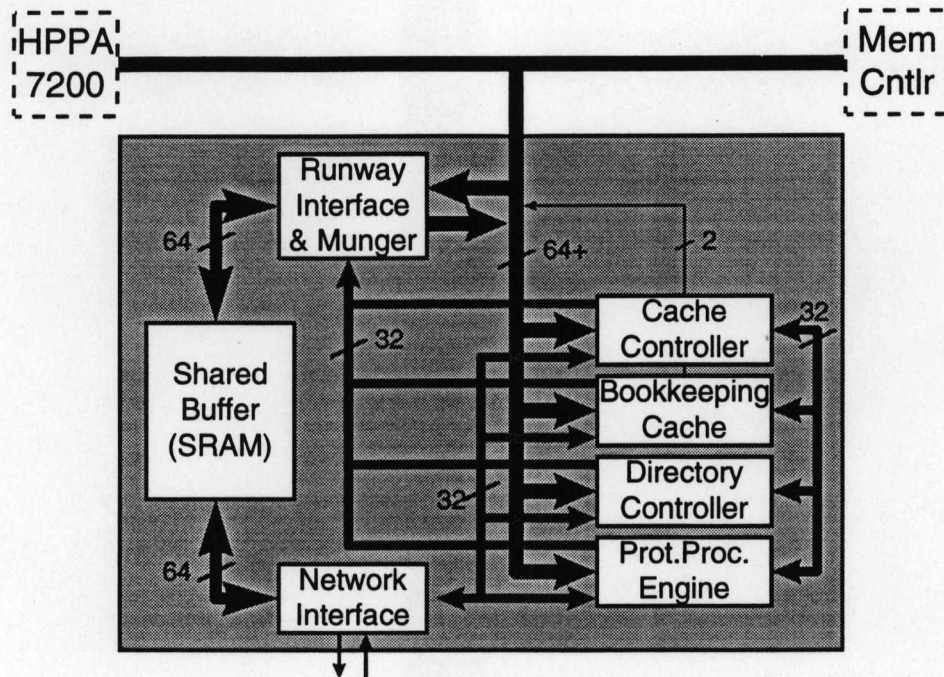 HPPA
7200
Mem
Cntlr
Runway
Interface
& Munger
64
64+
2
Cache
Controller
32
32
Shared
Buffer
(SRAM)
Bookkeeping
Cache
Directory
Controller
32
Prot.Proc.
Engine
64
Network
Interface